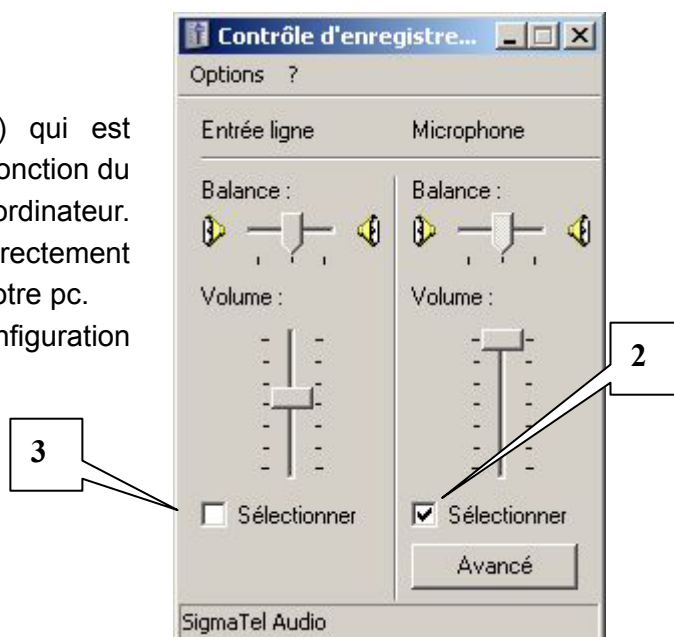 Contrôle d'enregistre...
Options ?
) qui est
onction du
ordinateur.
rectement
otre pc.
nfiguration
Entrée ligne Microphone
Balance : Balance :
Volume : Volume :
2
3
Sélectionner Sélectionner
Avancé
SigmaTel Audio